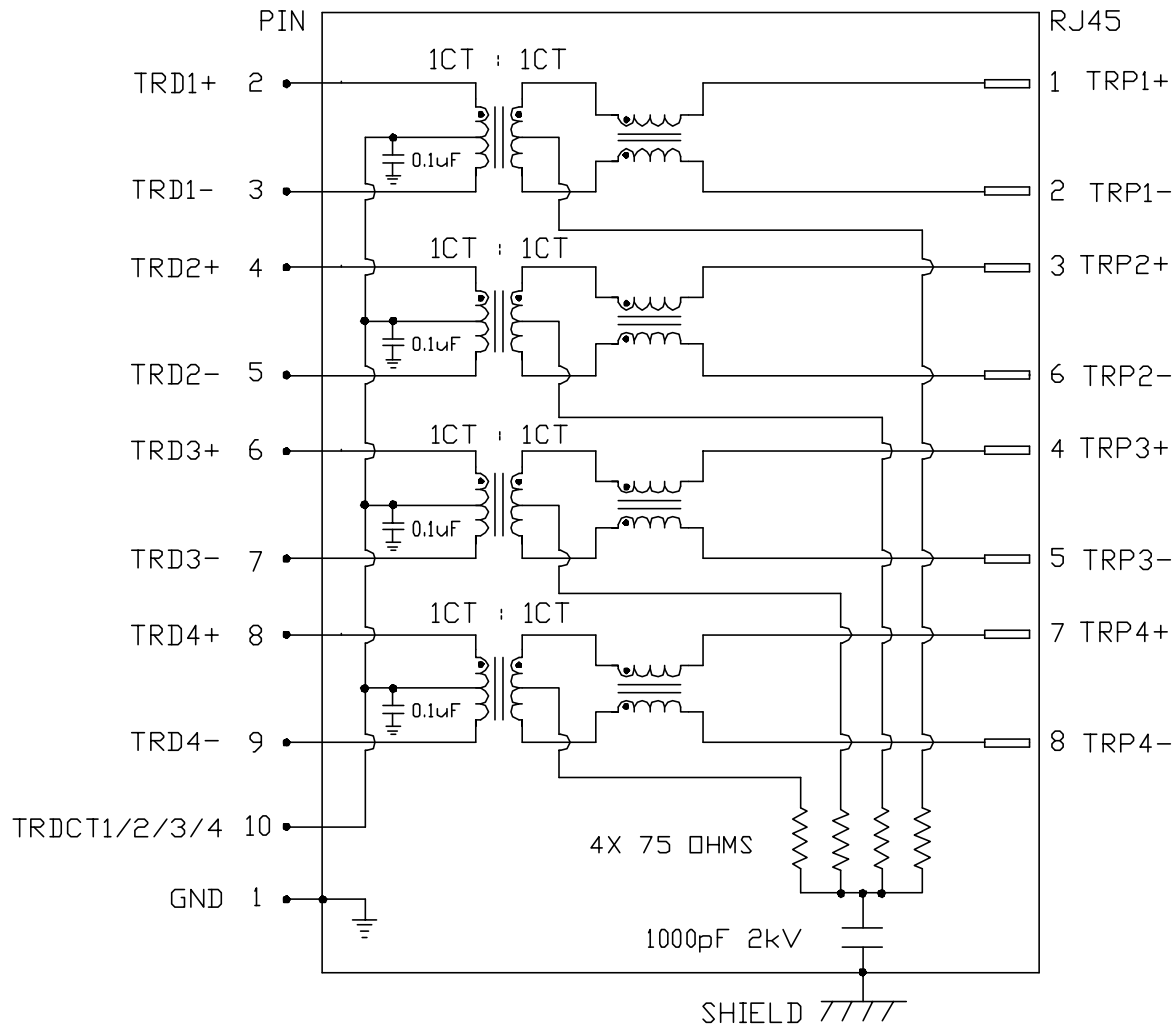 PIN RJ45
1CT : 1CT
TRD1+ 2 1 TRP1+
0.1uF
TRD1- 3 2 TRP1-
1CT : 1CT
TRD2+ 4 3 TRP2+
0.1uF
TRD2- 5 6 TRP2-
1CT : 1CT
TRD3+ 6 4 TRP3+
0.1uF
TRD3- 7 5 TRP3-
1CT : 1CT
TRD4+ 8 7 TRP4+
0.1uF
TRD4- 9 8 TRP4-
TRDCT1/2/3/4 10
4X 75 OHMS
GND 1
1000pF 2kV
SHIELD